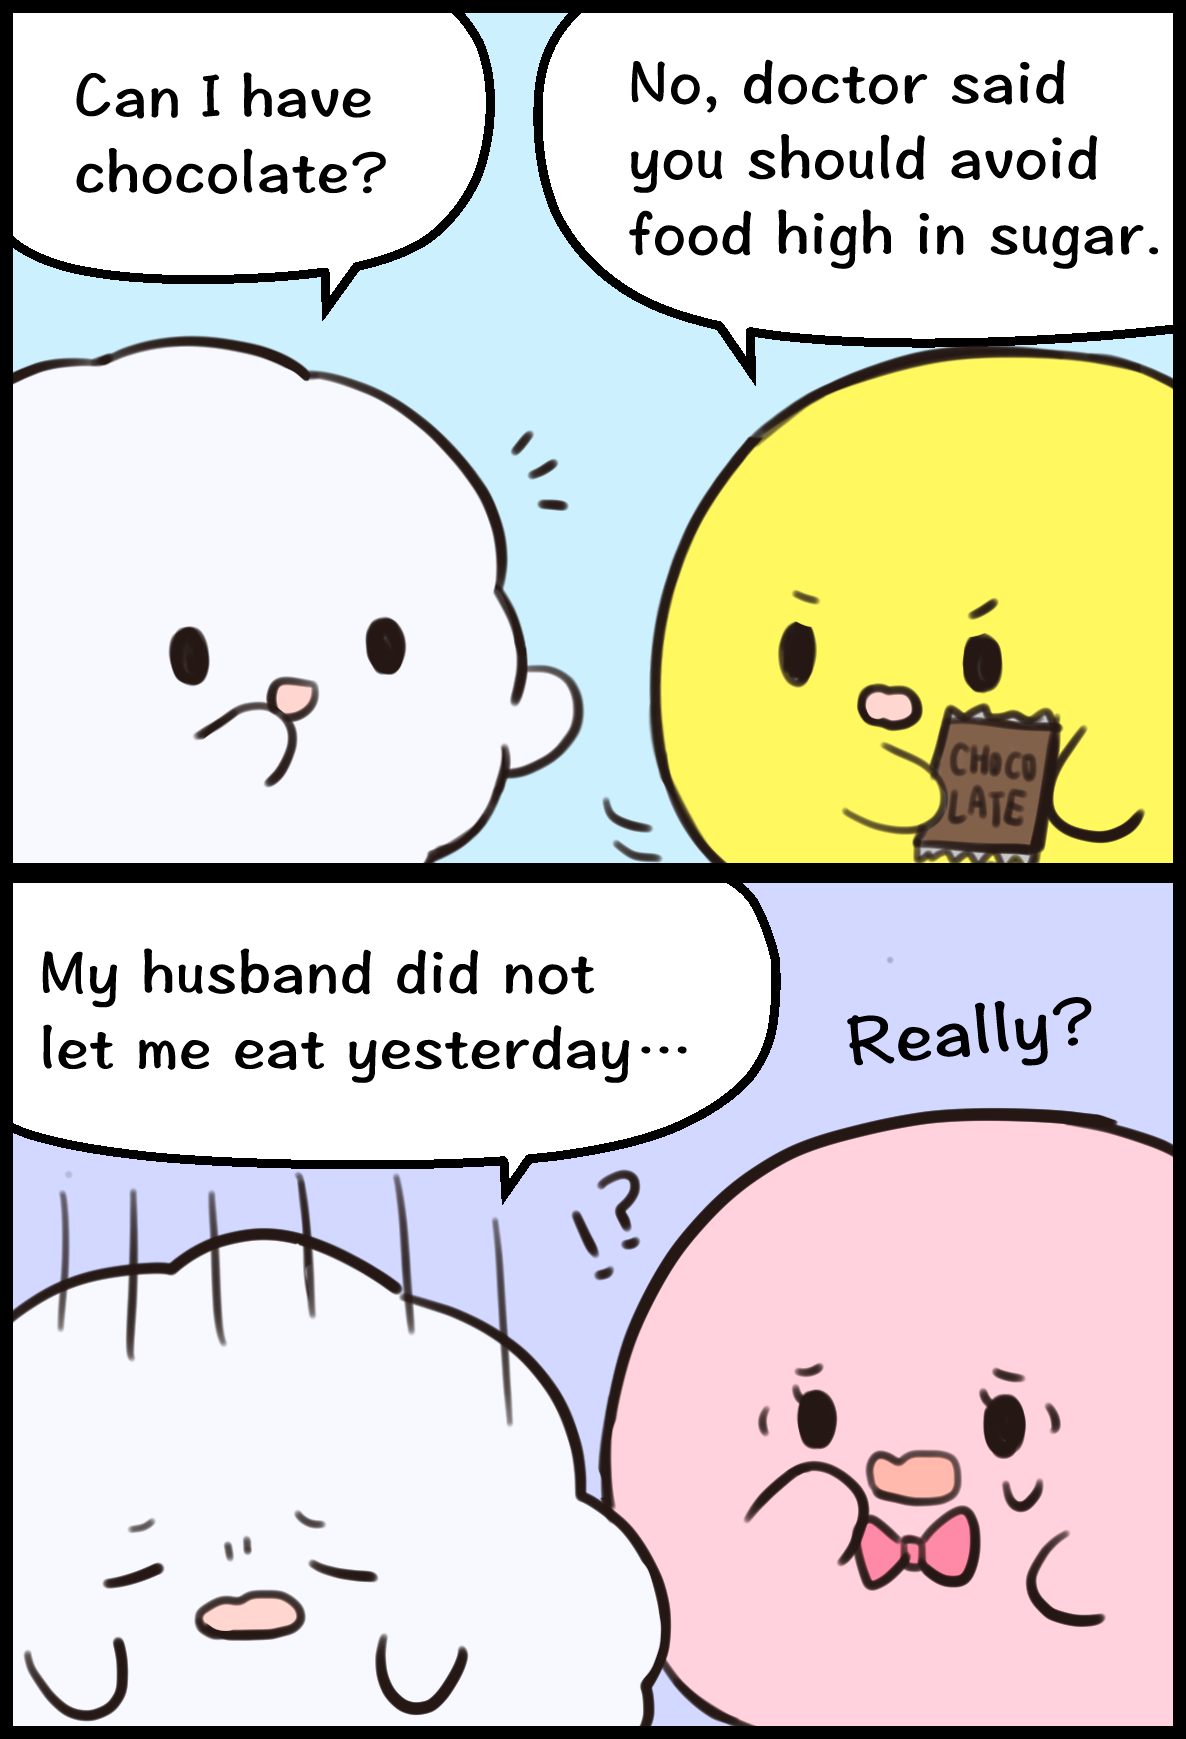 Can I have
chocolate?
No, doctor said
you should avoid
food high in sugar.
CHOCO
LATE
My husband did not
let me eat yesterday…
Really?
!?